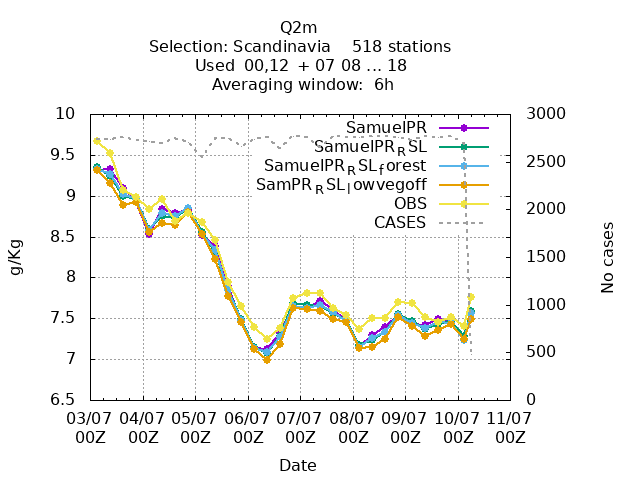 Q2m
Selection: Scandinavia    518 stations
Used  00,12  + 07 08 ... 18
Averaging window:  6h
10
9.5
9
8.5
8
7.5
7
6.5
g/Kg
3000
2500
2000
1500
1000
500
0
No cases
SamuelPR
SamuelPR_RSL
SamuelPR_RSL_forest
SamPR_RSL_lowvegoff
OBS
CASES
03/07 04/07 05/07 06/07 07/07 08/07 09/07 10/07 11/07
00Z 00Z 00Z 00Z 00Z 00Z 00Z 00Z 00Z
Date